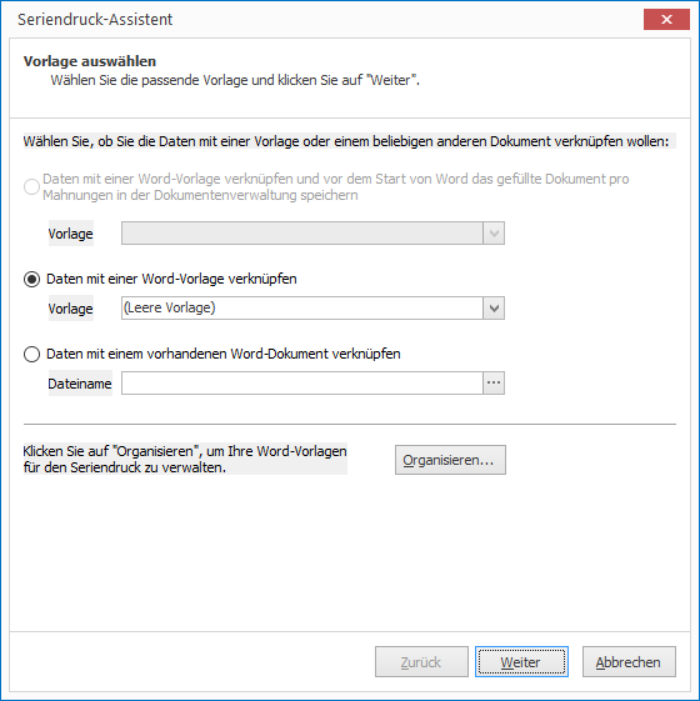 Seriendruck-Assistent
Vorlage auswählen
Wählen Sie die passende Vorlage und klicken Sie auf "Weiter".
Wählen Sie, ob Sie die Daten mit einer Vorlage oder einem beliebigen anderen Dokument verknüpfen wollen:
Daten mit einer Word-Vorlage verknüpfen und vor dem Start von Word das gefüllte Dokument pro
Mahnungen in der Dokumentenverwaltung speichern
Vorlage
Daten mit einer Word-Vorlage verknüpfen
Vorlage (Leere Vorlage)
Daten mit einem vorhandenen Word-Dokument verknüpfen
Dateiname ...
Klicken Sie auf "Organisieren", um Ihre Word-Vorlagen
für den Seriendruck zu verwalten.
Organisieren...
Zurück Weiter Abbrechen